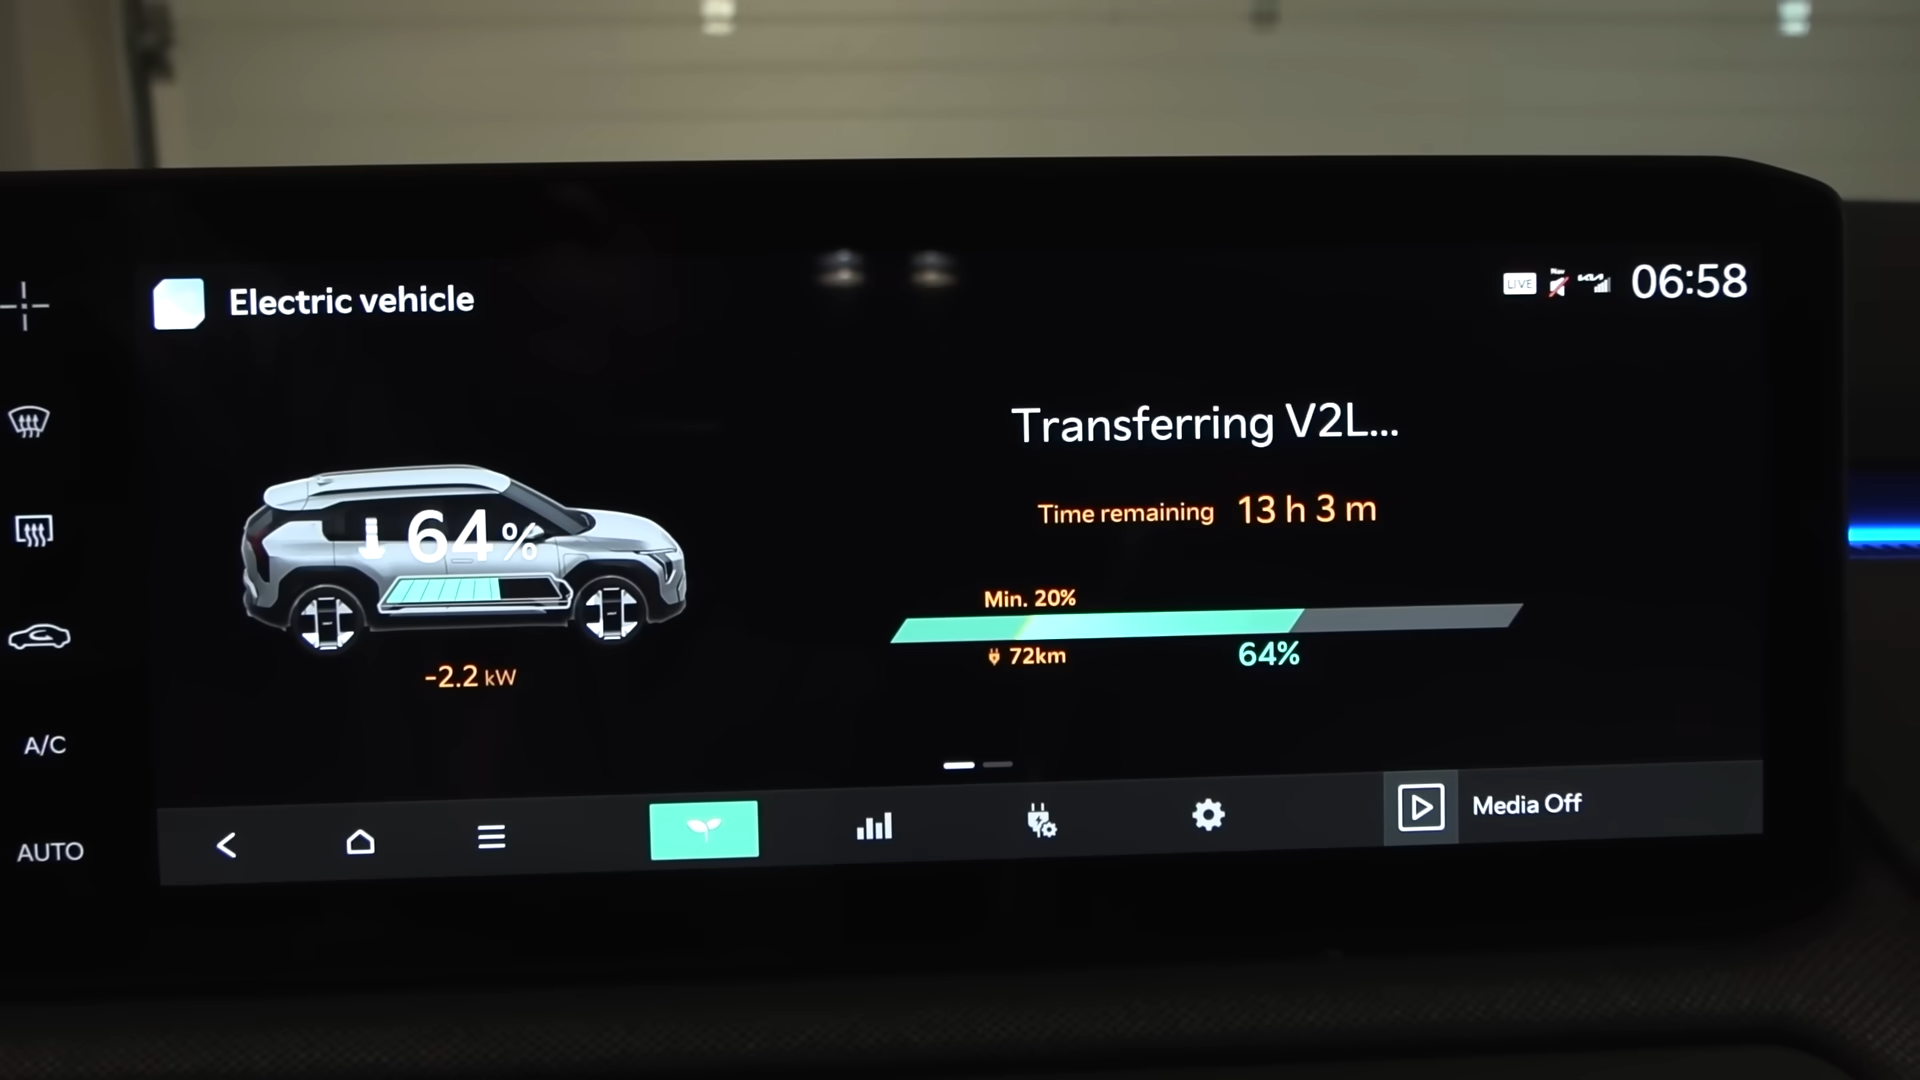 Electric vehicle
LIVE
06:58
Transferring V2L...
Time remaining 13 h 3 m
64%
Min. 20%
72km
64%
-2.2 kW
A/C
AUTO
Media Off